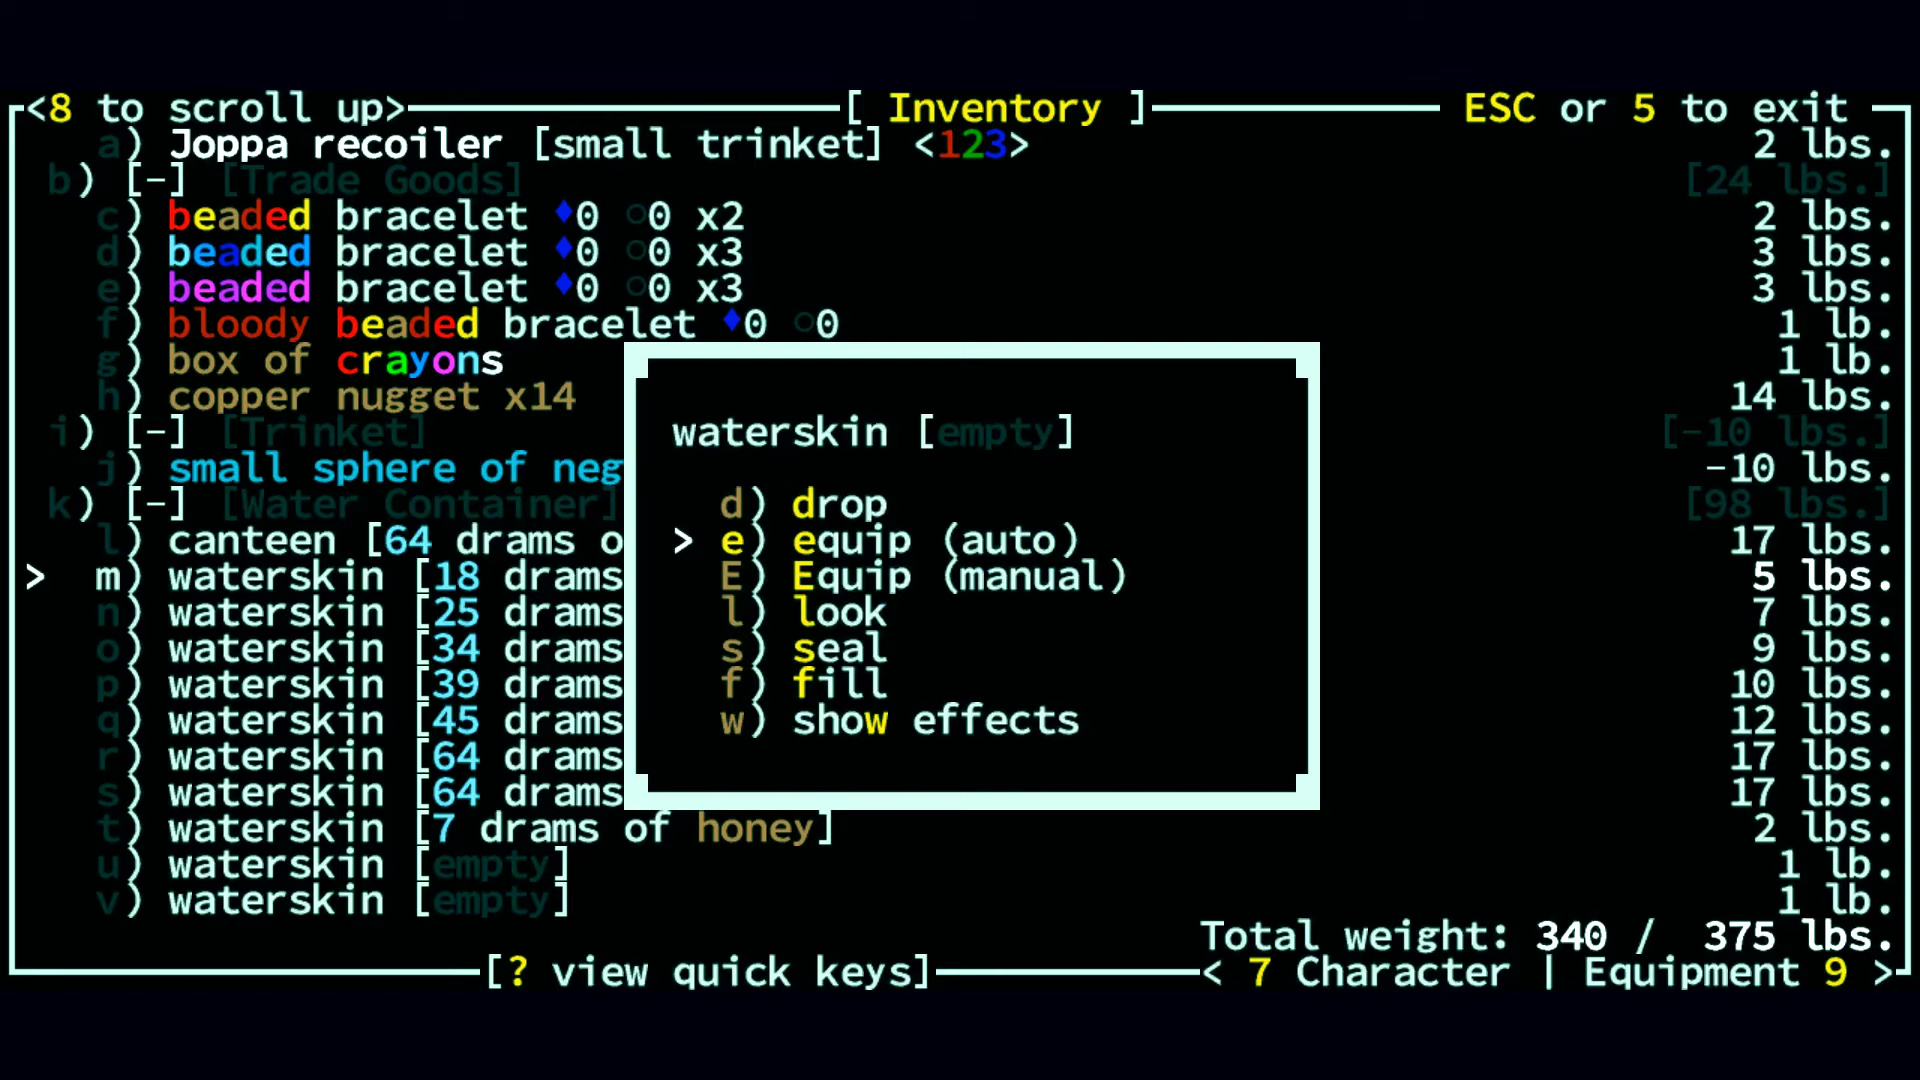 <8 to scroll up> [ Inventory ] ESC or 5 to exit
a) Joppa recoiler [small trinket] <123> 2 lbs.
b) [-] [Trade Goods] [24 lbs.]
c) beaded bracelet ♦0 ○0 x2 2 lbs.
d) beaded bracelet ♦0 ○0 x3 3 lbs.
e) beaded bracelet ♦0 ○0 x3 3 lbs.
f) bloody beaded bracelet ♦0 ○0 1 lb.
g) box of crayons 1 lb.
h) copper nugget x14 14 lbs.
i) [-] [Trinket] [-10 lbs.]
j) small sphere of neg -10 lbs.
k) [-] [Water Container] [98 lbs.]
l) canteen [64 drams o 17 lbs.
> m) waterskin [18 drams 5 lbs.
n) waterskin [25 drams 7 lbs.
o) waterskin [34 drams 9 lbs.
p) waterskin [39 drams 10 lbs.
q) waterskin [45 drams 12 lbs.
r) waterskin [64 drams 17 lbs.
s) waterskin [64 drams 17 lbs.
t) waterskin [7 drams of honey] 2 lbs.
u) waterskin [empty] 1 lb.
v) waterskin [empty] 1 lb.
Total weight: 340 / 375 lbs.
[? view quick keys] < 7 Character | Equipment 9 >
waterskin [empty]
d) drop
> e) equip (auto)
E) Equip (manual)
l) look
s) seal
f) fill
w) show effects